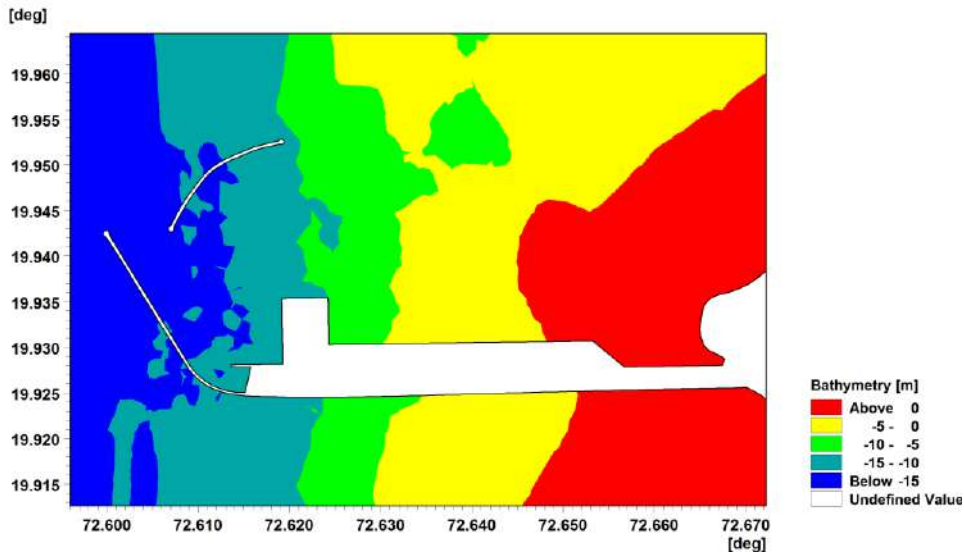 [deg]
19.960
19.955
19.950
19.945
19.940
19.935
19.930
19.925
19.920
19.915
72.600 72.610 72.620 72.630 72.640 72.650 72.660 72.670
[deg]
Bathymetry [m]
Above 0
-5 - 0
-10 - -5
-15 - -10
Below -15
Undefined Value